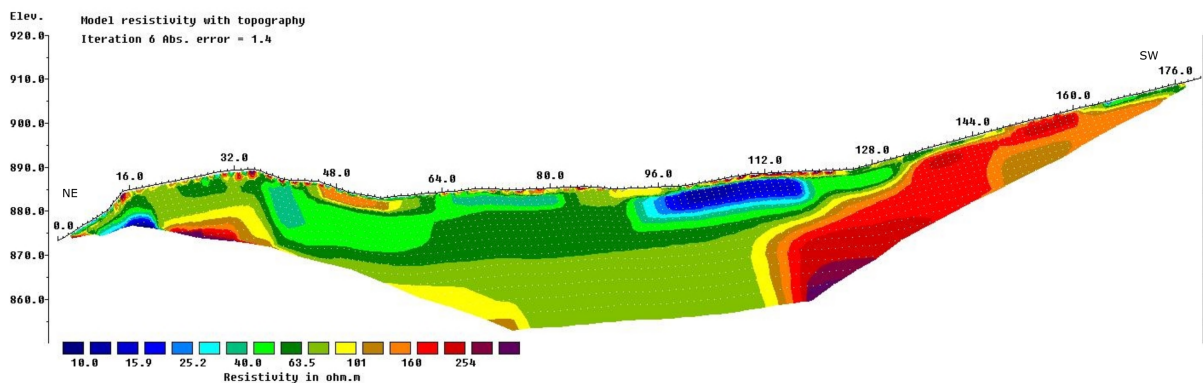 Elev.
Model resistivity with topography
920.0
Iteration 6 Abs. error = 1.4
SW
176.0
910.0
160.0
900.0
144.0
890.0
128.0
112.0
32.0
96.0
80.0
64.0
48.0
16.0
NE
880.0
0.0
870.0
860.0
10.0 15.9 25.2 40.0 63.5 101 160 254
Resistivity in ohm.m